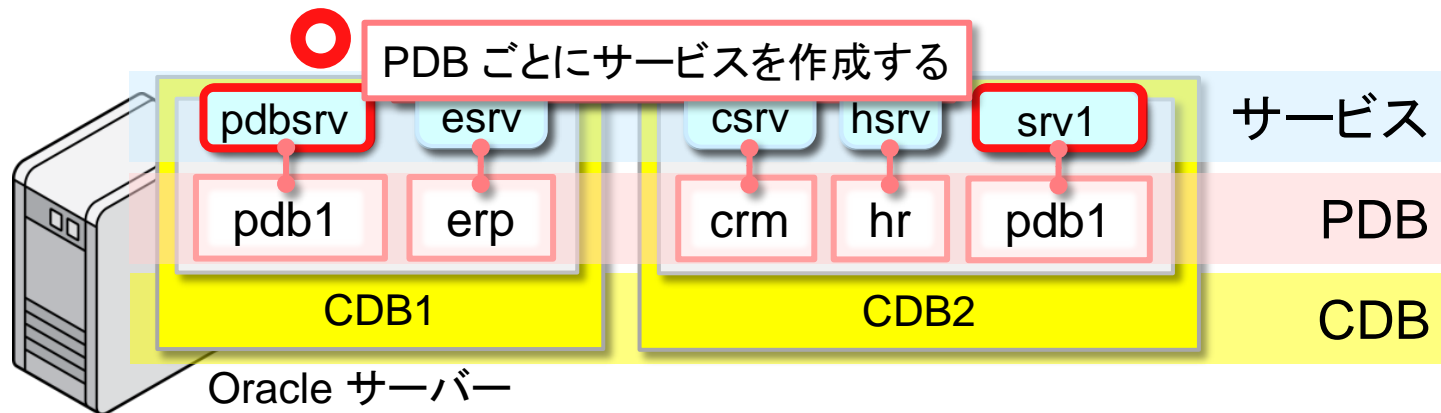 PDB ごとにサービスを作成する
pdbsrv esrv csrv hsrv srv1 サービス
pdb1 erp crm hr pdb1 PDB
CDB1 CDB2 CDB
Oracle サーバー